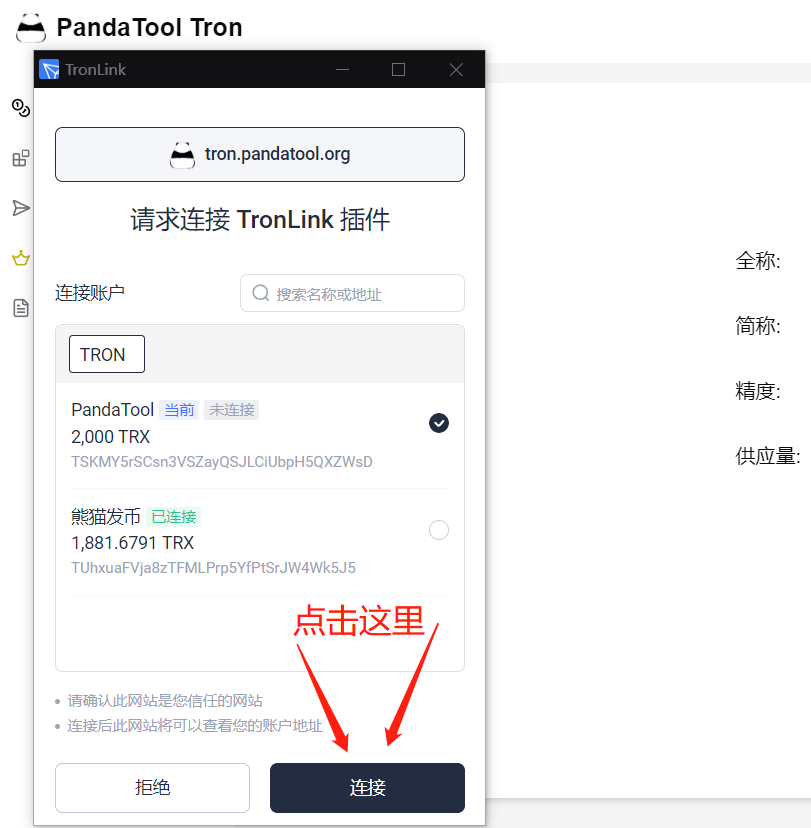 PandaTool Tron
TronLink
tron.pandatool.org
请求连接 TronLink 插件
连接账户
搜索名称或地址
TRON
PandaTool 当前 未连接
2,000 TRX
TSKMY5rSCsn3VSZayQSJLCiUbpH5QXZWsD
熊猫发币 已连接
1,881.6791 TRX
TUhxuaFVja8zTFMLPrp5YfPtSrJW4Wk5J5
点击这里
• 请确认此网站是您信任的网站
• 连接后此网站将可以查看您的账户地址
拒绝
连接
全称:
简称:
精度:
供应量: